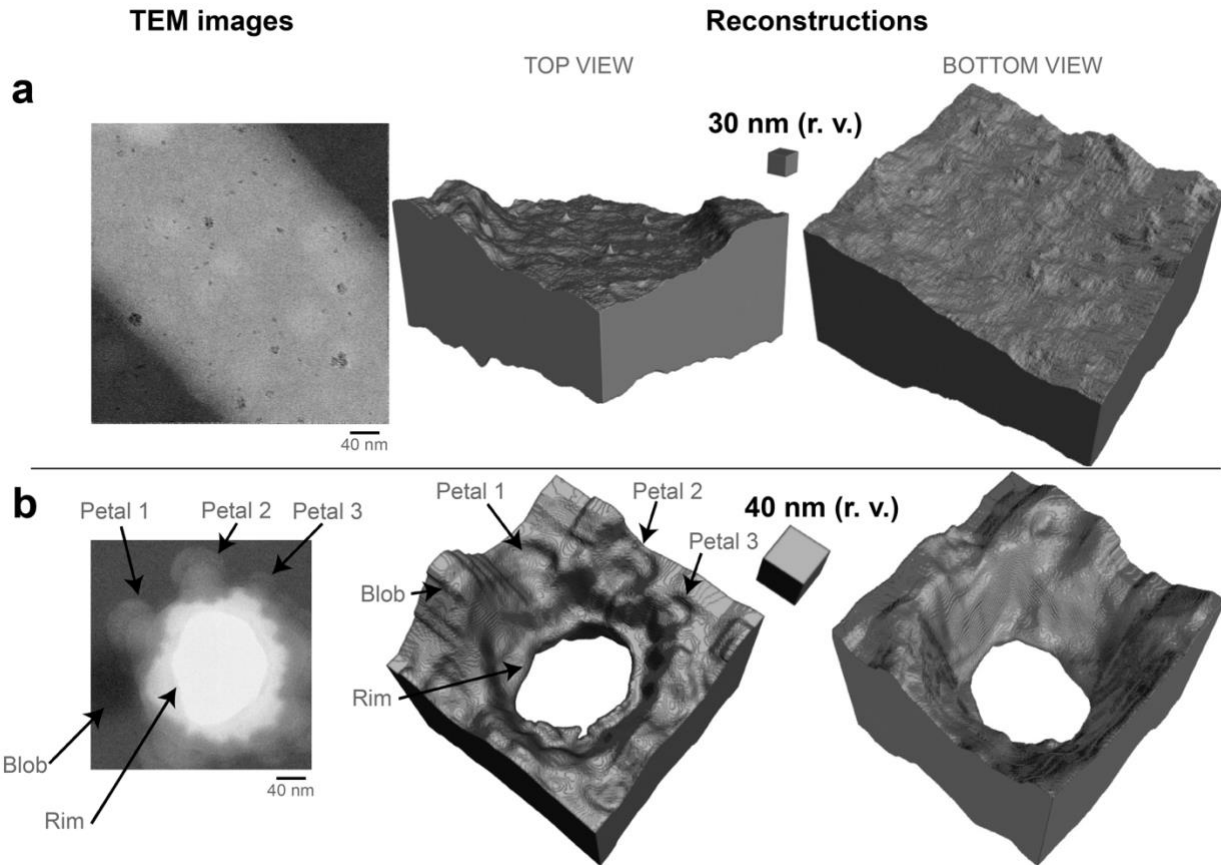 TEM images
Reconstructions
TOP VIEW
BOTTOM VIEW
a
30 nm (r. v.)
40 nm
b
Petal 1
Petal 2
Petal 3
Blob
Rim
40 nm
Petal 1
Petal 2
Petal 3
Blob
Rim
40 nm (r. v.)